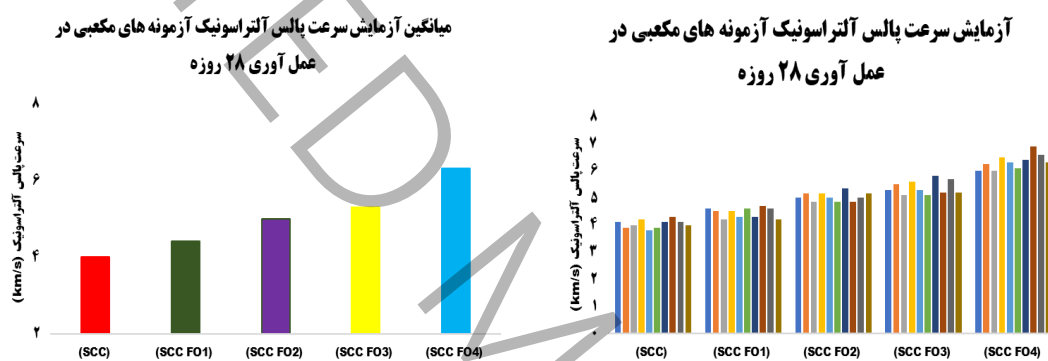 آزمایش سرعت پالس آلتراسونیک آزمونه های مکعبی در
عمل آوری ۲۸ روزه
سرعت پالس آلتراسونیک (km/s)
۸
۷
۶
۵
۴
۳
۲
۱
۰
(SCC)
(SCC FO1)
(SCC FO2)
(SCC FO3)
(SCC FO4)
میانگین آزمایش سرعت پالس آلتراسونیک آزمونه های مکعبی در
عمل آوری ۲۸ روزه
سرعت پالس آلتراسونیک (km/s)
۸
۶
۴
۲
(SCC)
(SCC FO1)
(SCC FO2)
(SCC FO3)
(SCC FO4)